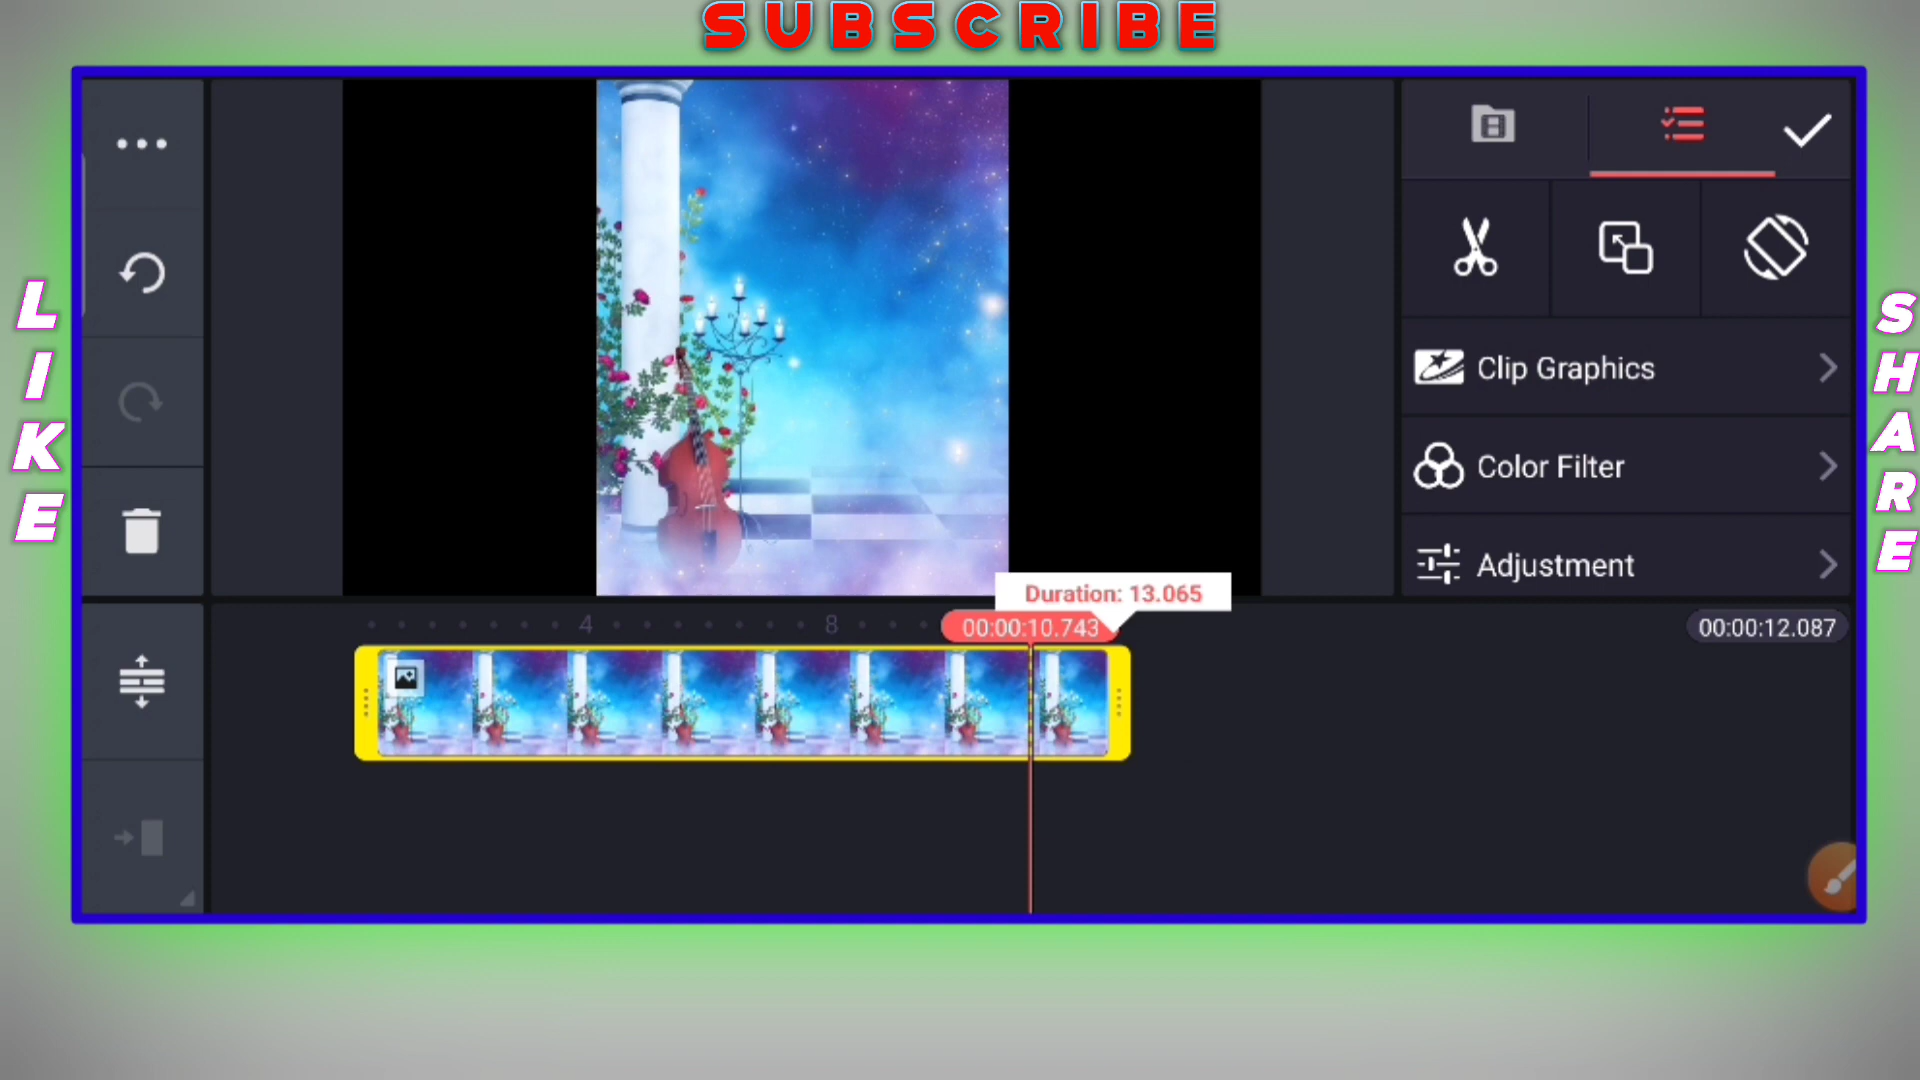 SUBSCRIBE
LIKE
SHARE
Clip Graphics
Color Filter
Adjustment
Duration: 13.065
4
8
00:00:10.743
00:00:12.087